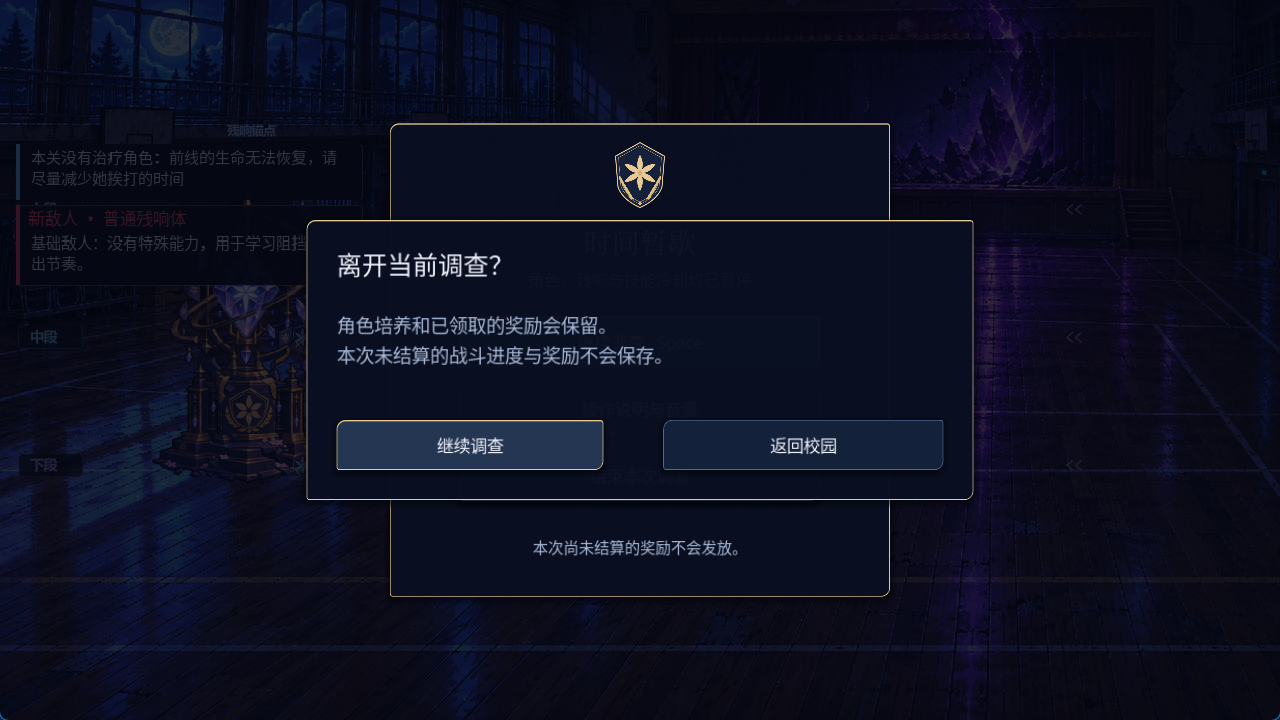 残响锚点
本关没有治疗角色：前线的生命无法恢复，请
尽量减少她挨打的时间
新敌人 • 普通残响体
基础敌人：没有特殊能力，用于学习阻挡
出节奏。
时间暂歇
离开当前调查？
角色培养和已领取的奖励会保留。
本次未结算的战斗进度与奖励不会保存。
中段
继续调查
返回校园
下段
本次尚未结算的奖励不会发放。